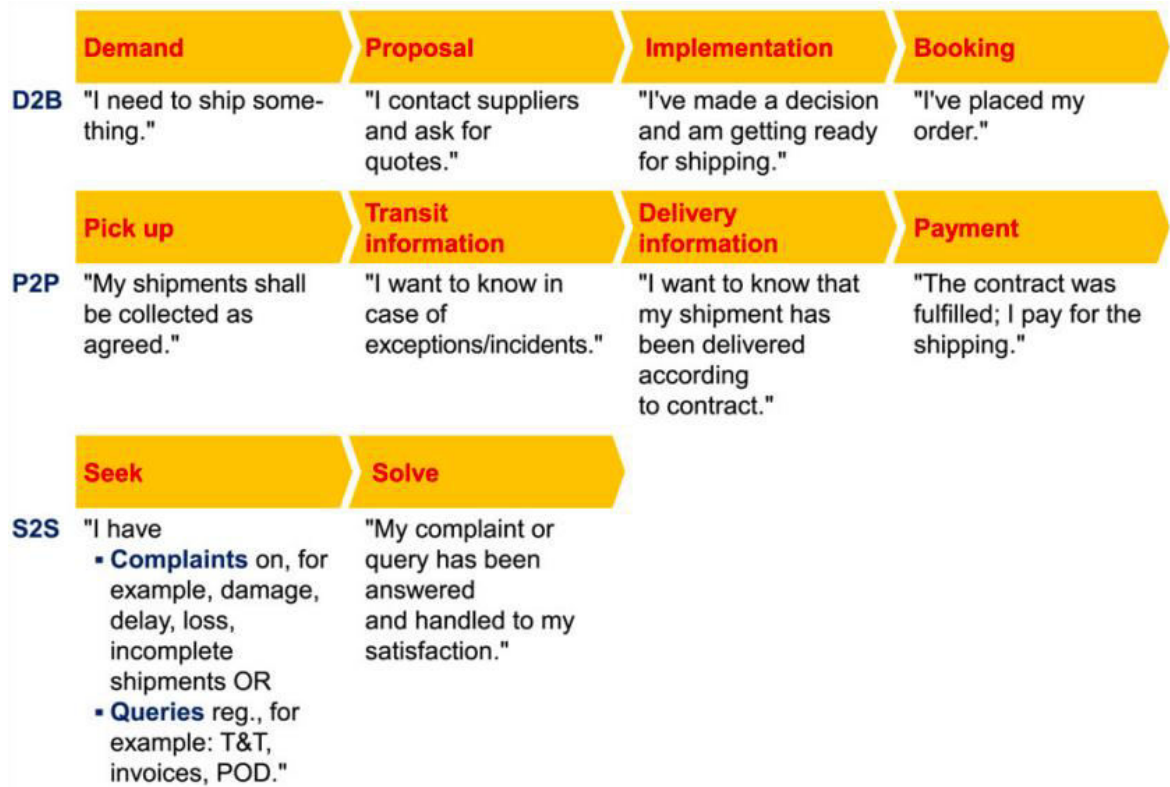 Demand
Proposal
Implementation
Booking
D2B
"I need to ship some-
thing."
"I contact suppliers
and ask for
quotes."
"I've made a decision
and am getting ready
for shipping."
"I've placed my
order."
Pick up
Transit
information
Delivery
information
Payment
P2P
"My shipments shall
be collected as
agreed."
"I want to know in
case of
exceptions/incidents."
"I want to know that
my shipment has
been delivered
according
to contract."
"The contract was
fulfilled; I pay for the
shipping."
Seek
Solve
S2S
"I have
▪ Complaints on, for
example, damage,
delay, loss,
incomplete
shipments OR
▪ Queries reg., for
example: T&T,
invoices, POD."
"My complaint or
query has been
answered
and handled to my
satisfaction."